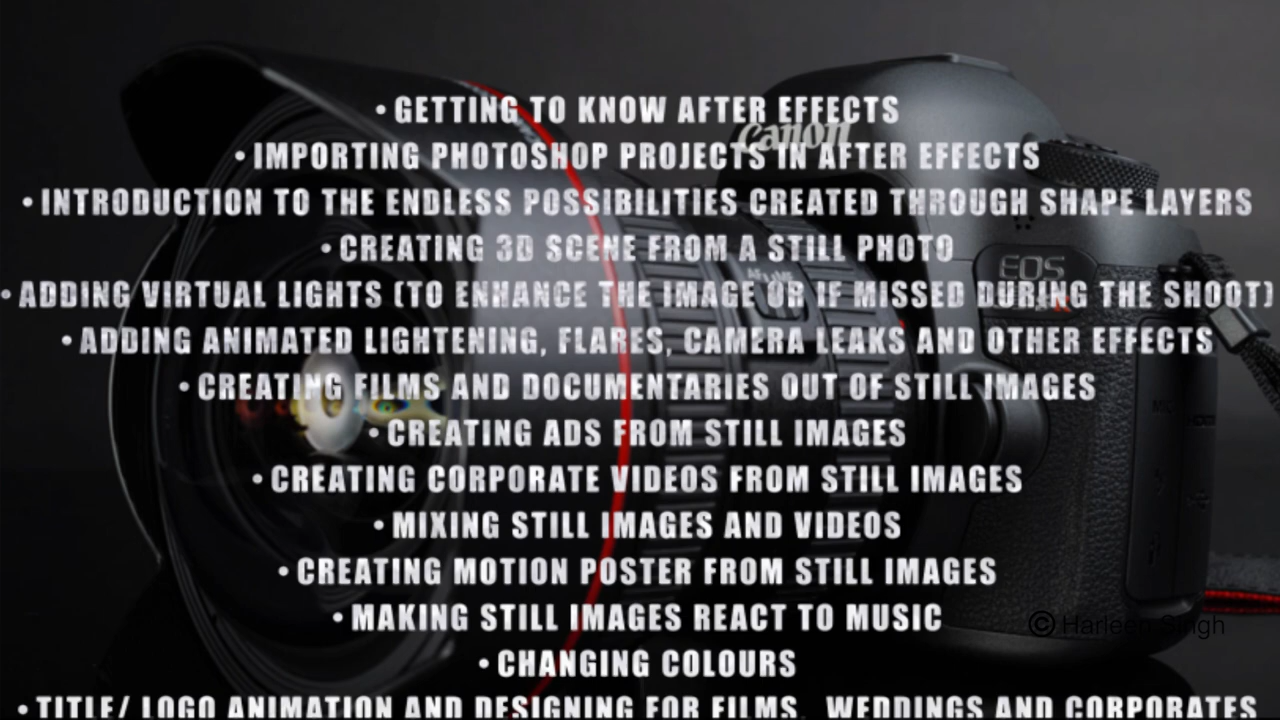 • GETTING TO KNOW AFTER EFFECTS
Canon
• IMPORTING PHOTOSHOP PROJECTS IN AFTER EFFECTS
• INTRODUCTION TO THE ENDLESS POSSIBILITIES CREATED THROUGH SHAPE LAYERS
• CREATING 3D SCENE FROM A STILL PHOTO
EOS
• ADDING VIRTUAL LIGHTS (TO ENHANCE THE IMAGE OR IF MISSED DURING THE SHOOT)
• ADDING ANIMATED LIGHTENING, FLARES, CAMERA LEAKS AND OTHER EFFECTS
• CREATING FILMS AND DOCUMENTARIES OUT OF STILL IMAGES
• CREATING ADS FROM STILL IMAGES
• CREATING CORPORATE VIDEOS FROM STILL IMAGES
• MIXING STILL IMAGES AND VIDEOS
• CREATING MOTION POSTER FROM STILL IMAGES
• MAKING STILL IMAGES REACT TO MUSIC
© Harleen Singh
• CHANGING COLOURS
• TITLE/ LOGO ANIMATION AND DESIGNING FOR FILMS, WEDDINGS AND CORPORATES